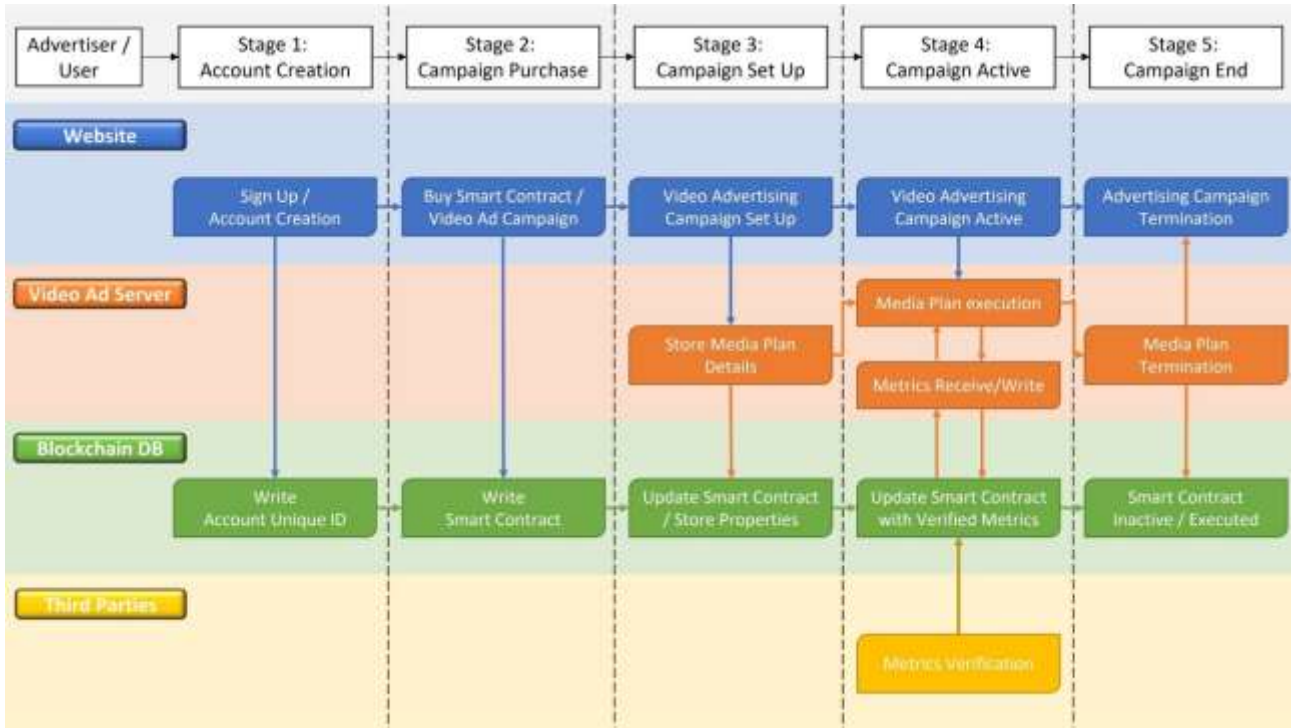 Advertiser /
User
Stage 1:
Account Creation
Stage 2:
Campaign Purchase
Stage 3:
Campaign Set Up
Stage 4:
Campaign Active
Stage 5:
Campaign End
Website
Sign Up /
Account Creation
Buy Smart Contract /
Video Ad Campaign
Video Advertising
Campaign Set Up
Video Advertising
Campaign Active
Advertising Campaign
Termination
Video Ad Server
Media Plan execution
Store Media Plan
Details
Media Plan
Termination
Metrics Receive/Write
Blockchain DB
Write
Account Unique ID
Write
Smart Contract
Update Smart Contract
/ Store Properties
Update Smart Contract
with Verified Metrics
Smart Contract
Inactive / Executed
Third Parties
Metrics Verification